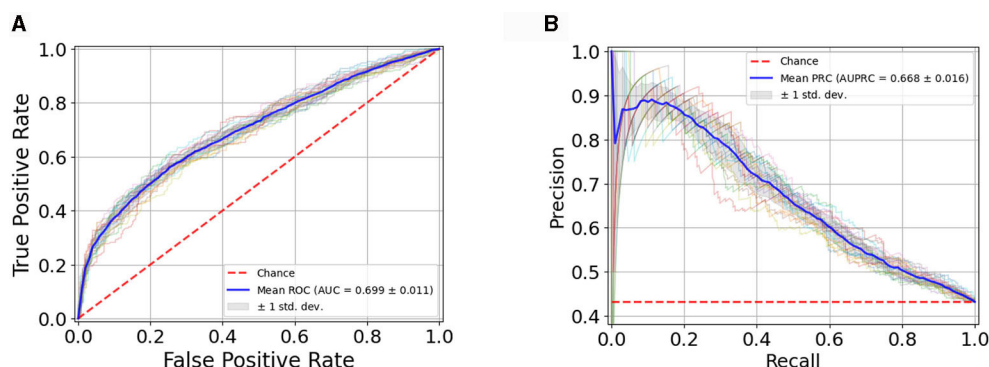 A
1.0
0.8
0.6
0.4
0.2
0.0
True Positive Rate
0.0 0.2 0.4 0.6 0.8 1.0
False Positive Rate
Chance
Mean ROC (AUC = 0.699 ± 0.011)
± 1 std. dev.
B
1.0
0.9
0.8
0.7
0.6
0.5
0.4
Precision
0.0 0.2 0.4 0.6 0.8 1.0
Recall
Chance
Mean PRC (AUPRC = 0.668 ± 0.016)
± 1 std. dev.